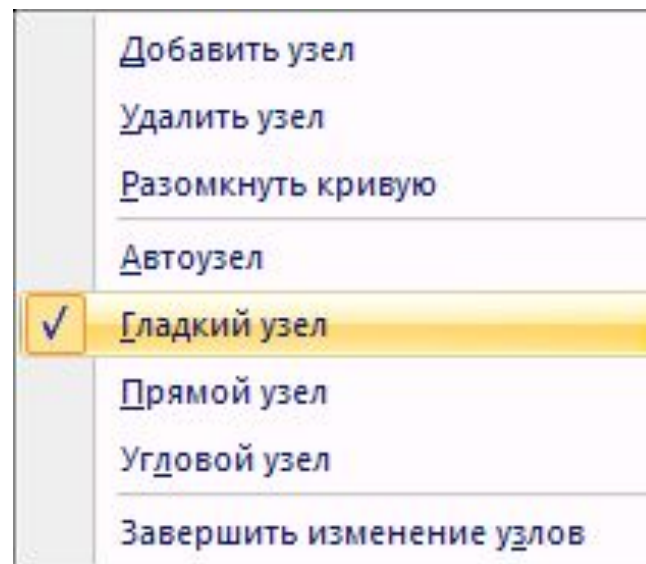 Добавить узел
Удалить узел
Разомкнуть кривую
Автоузел
Гладкий узел
Прямой узел
Угловой узел
Завершить изменение узлов